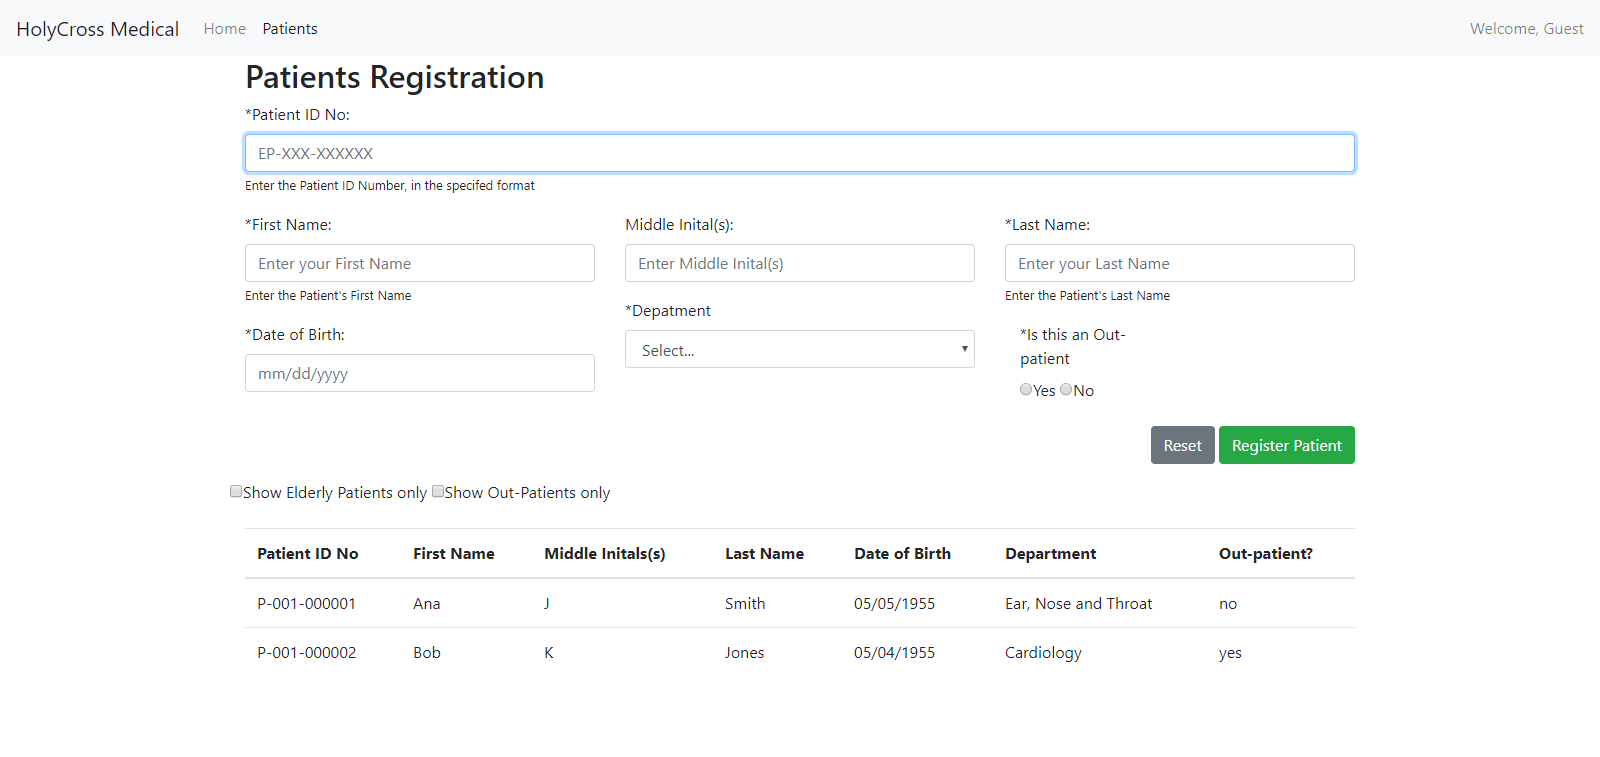 HolyCross Medical Home Patients Welcome, Guest
Patients Registration
*Patient ID No:
EP-XXX-XXXXXX
Enter the Patient ID Number, in the specifed format
*First Name:
Enter your First Name
Enter the Patient's First Name
Middle Inital(s):
Enter Middle Inital(s)
*Last Name:
Enter your Last Name
Enter the Patient's Last Name
*Date of Birth:
mm/dd/yyyy
*Depatment
Select...
*Is this an Out-
patient
Yes No
Reset Register Patient
Show Elderly Patients only Show Out-Patients only
Patient ID No First Name Middle Initals(s) Last Name Date of Birth Department Out-patient?
P-001-000001 Ana J Smith 05/05/1955 Ear, Nose and Throat no
P-001-000002 Bob K Jones 05/04/1955 Cardiology yes